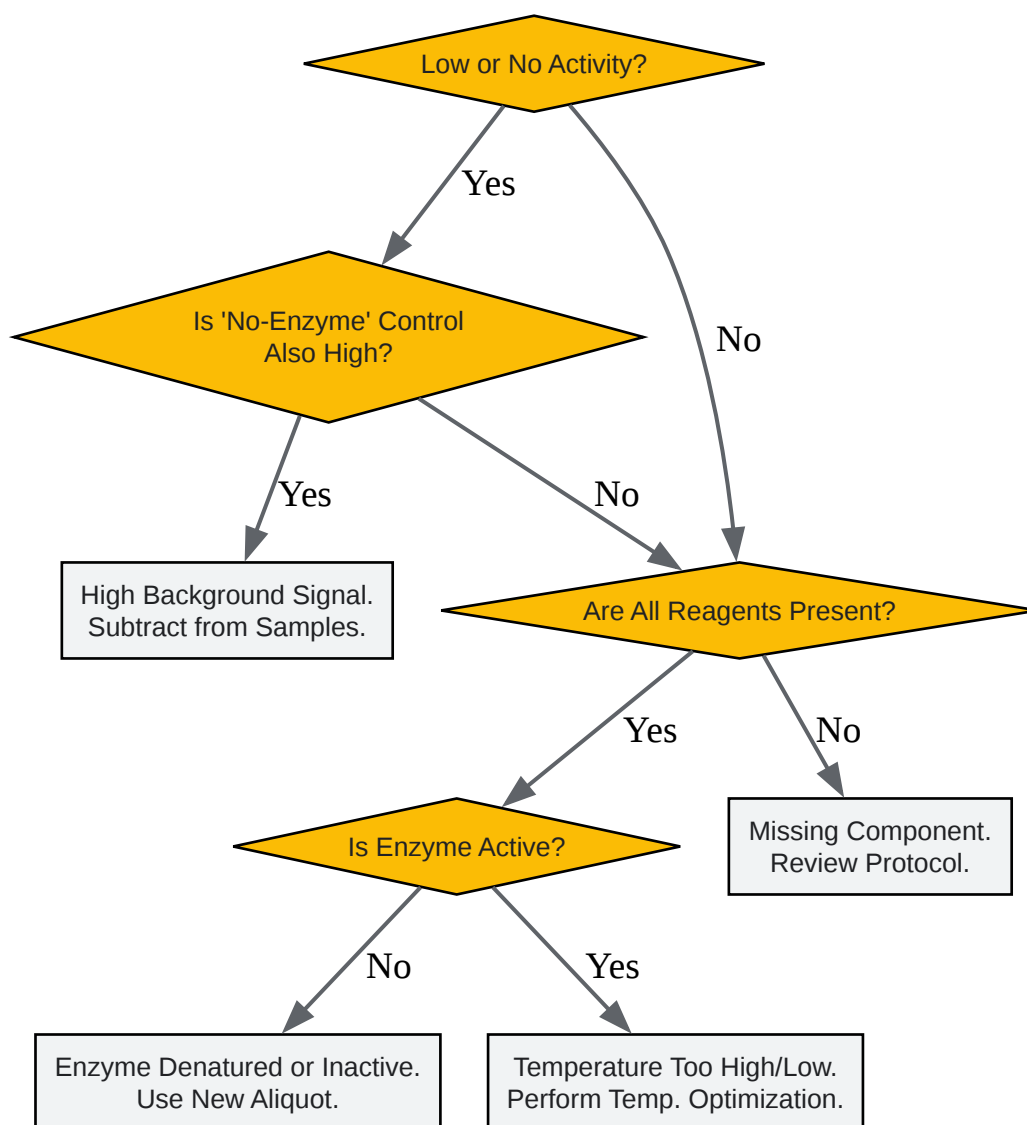 Low or No Activity?
Yes
No
Is 'No-Enzyme' Control
Also High?
Yes
No
High Background Signal.
Subtract from Samples.
Are All Reagents Present?
Yes
No
Is Enzyme Active?
Missing Component.
Review Protocol.
No
Yes
Enzyme Denatured or Inactive.
Use New Aliquot.
Temperature Too High/Low.
Perform Temp. Optimization.